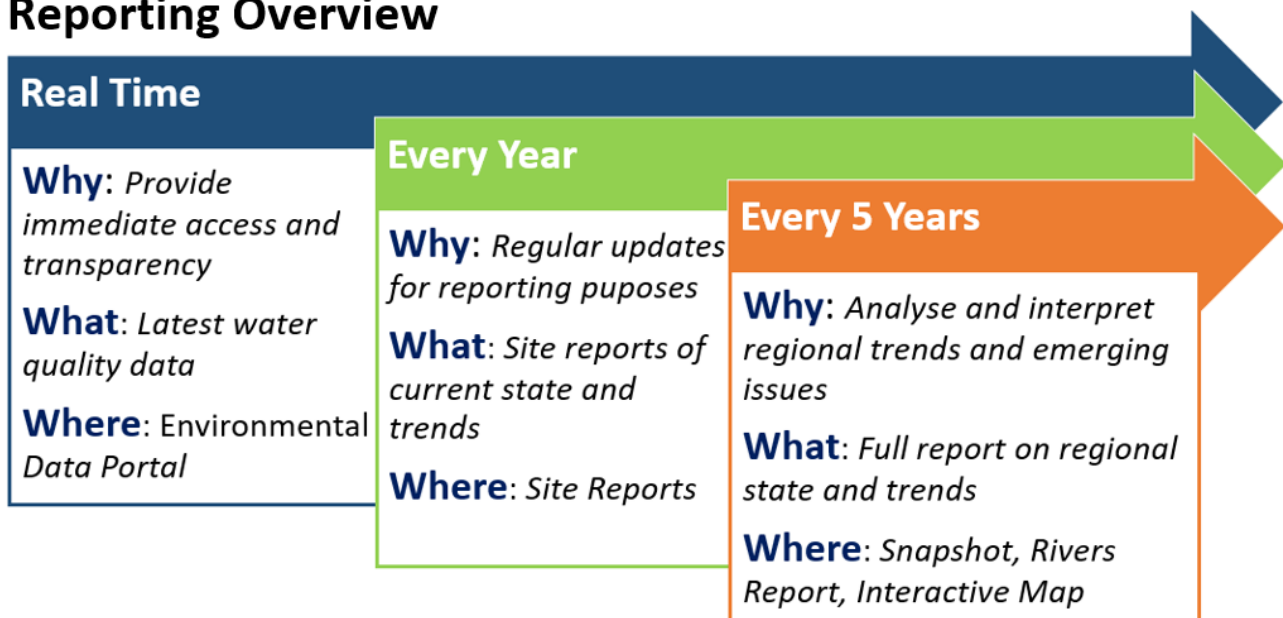 Reporting Overview
Real Time
Why: Provide
immediate access and
transparency
What: Latest water
quality data
Where: Environmental
Data Portal
Every Year
Why: Regular updates
for reporting puposes
What: Site reports of
current state and
trends
Where: Site Reports
Every 5 Years
Why: Analyse and interpret
regional trends and emerging
issues
What: Full report on regional
state and trends
Where: Snapshot, Rivers
Report, Interactive Map